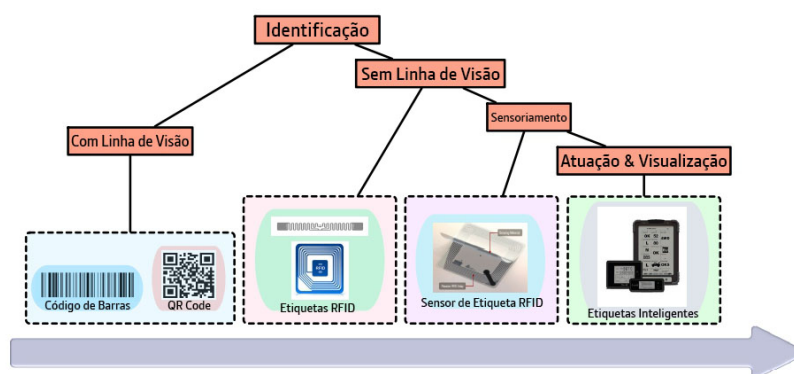 Identificação
Sem Linha de Visão
Sensoriamento
Com Linha de Visão
Atuação & Visualização
Código de Barras
QR Code
RFID
Etiquetas RFID
Sensor de Etiqueta RFID
Etiquetas Inteligentes